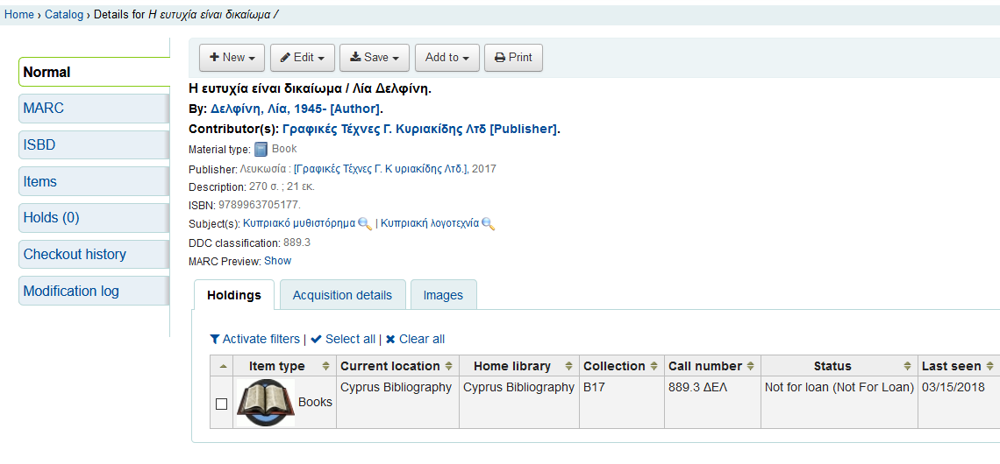 Home › Catalog › Details for Η ευτυχία είναι δικαίωμα /
Normal
MARC
ISBD
Items
Holds (0)
Checkout history
Modification log
New Edit Save Add to Print
Η ευτυχία είναι δικαίωμα / Λία Δελφίνη.
By: Δελφίνη, Λία, 1945- [Author].
Contributor(s): Γραφικές Τέχνες Γ. Κυριακίδης Λτδ [Publisher].
Material type: Book
Publisher: Λευκωσία : [Γραφικές Τέχνες Γ. Κ υριακίδης Λτδ.], 2017
Description: 270 σ. ; 21 εκ.
ISBN: 9789963705177.
Subject(s): Κυπριακό μυθιστόρημα | Κυπριακή λογοτεχνία
DDC classification: 889.3
MARC Preview: Show
Holdings Acquisition details Images
Activate filters | Select all | Clear all
Item type Current location Home library Collection Call number Status Last seen
Books Cyprus Bibliography Cyprus Bibliography B17 889.3 ΔΕΛ Not for loan (Not For Loan) 03/15/2018